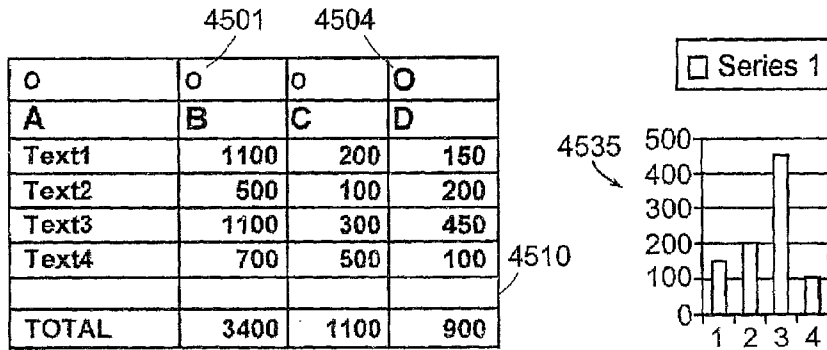 4501 4504
o o o O
A B C D
Text1 1100 200 150
Text2 500 100 200
Text3 1100 300 450
Text4 700 500 100
TOTAL 3400 1100 900
4510
Series 1
4535
500
400
300
200
100
0
1 2 3 4